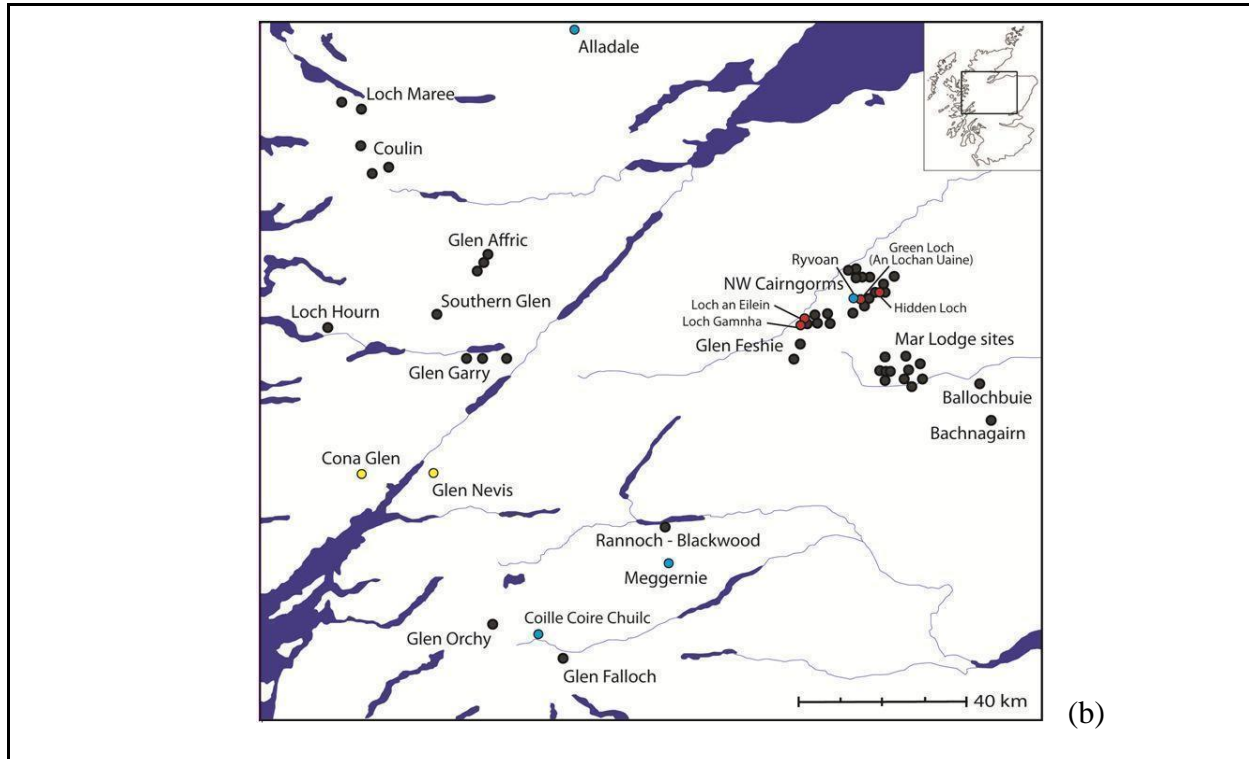 Alladale
Loch Maree
Coulin
Glen Affric
Green Loch
(An Lochan Uaine)
Ryvoan
NW Cairngorms
Southern Glen
Loch an Eilein
Hidden Loch
Loch Hourn
Loch Gamnha
Mar Lodge sites
Glen Feshie
Glen Garry
Ballochbuie
Bachnagairn
Cona Glen
Glen Nevis
Rannoch - Blackwood
Meggernie
Coille Coire Chuilc
Glen Orchy
Glen Falloch
40 km
(b)